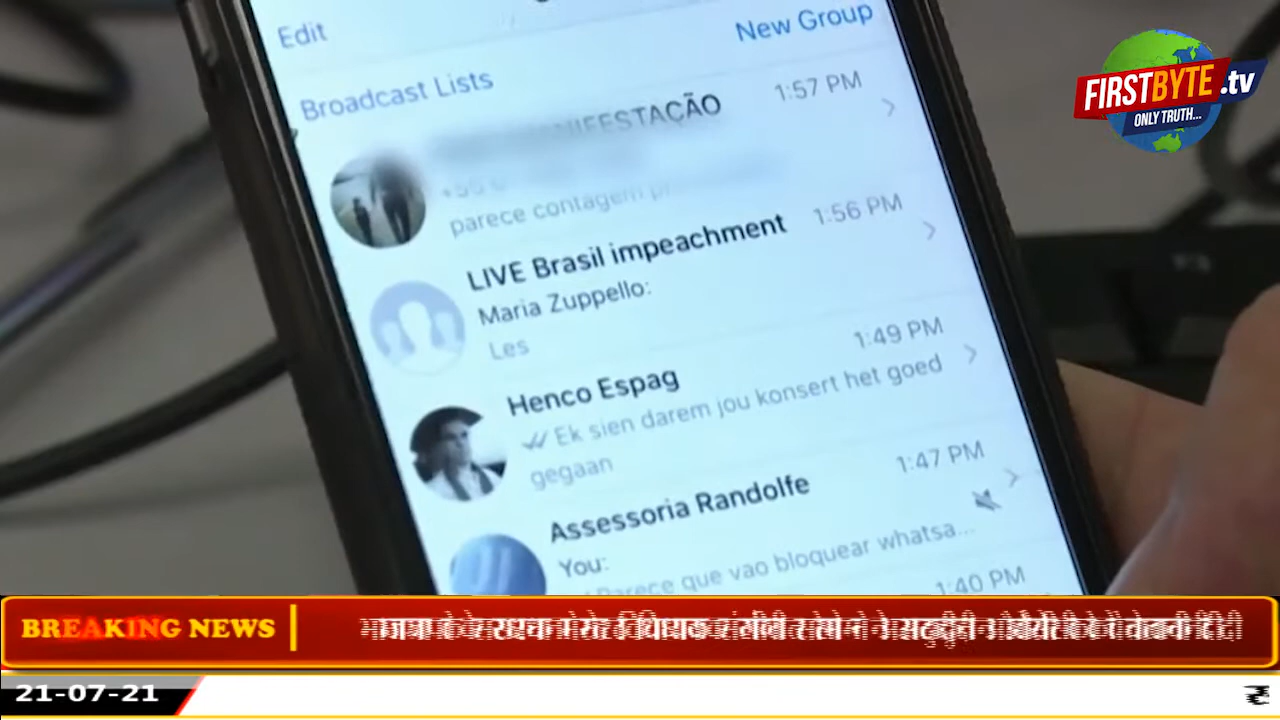 Edit
New Group
Broadcast Lists
1:57 PM
parece contagem
LIVE Brasil impeachment
1:56 PM
Maria Zuppello:
Les
Henco Espag
1:49 PM
Ek sien darem jou konsert het goed
gegaan
Assessoria Randolfe
1:47 PM
You:
Parece que vao bloquear whatsa...
1:40 PM
FIRSTBYTE.tv
ONLY TRUTH...
BREAKING NEWS
21-07-21